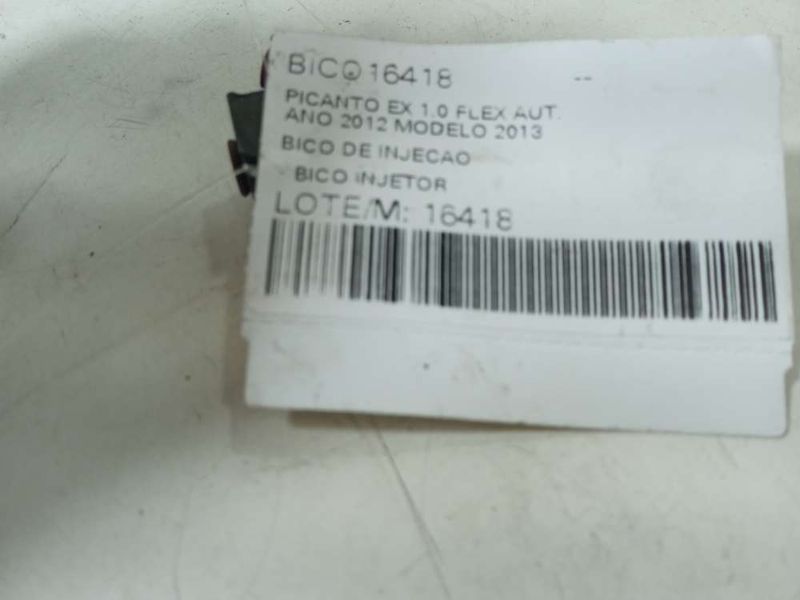 BICO16418 --
PICANTO EX 1.0 FLEX AUT.
ANO 2012 MODELO 2013
BICO DE INJECAO
BICO INJETOR
LOTE/M: 16418